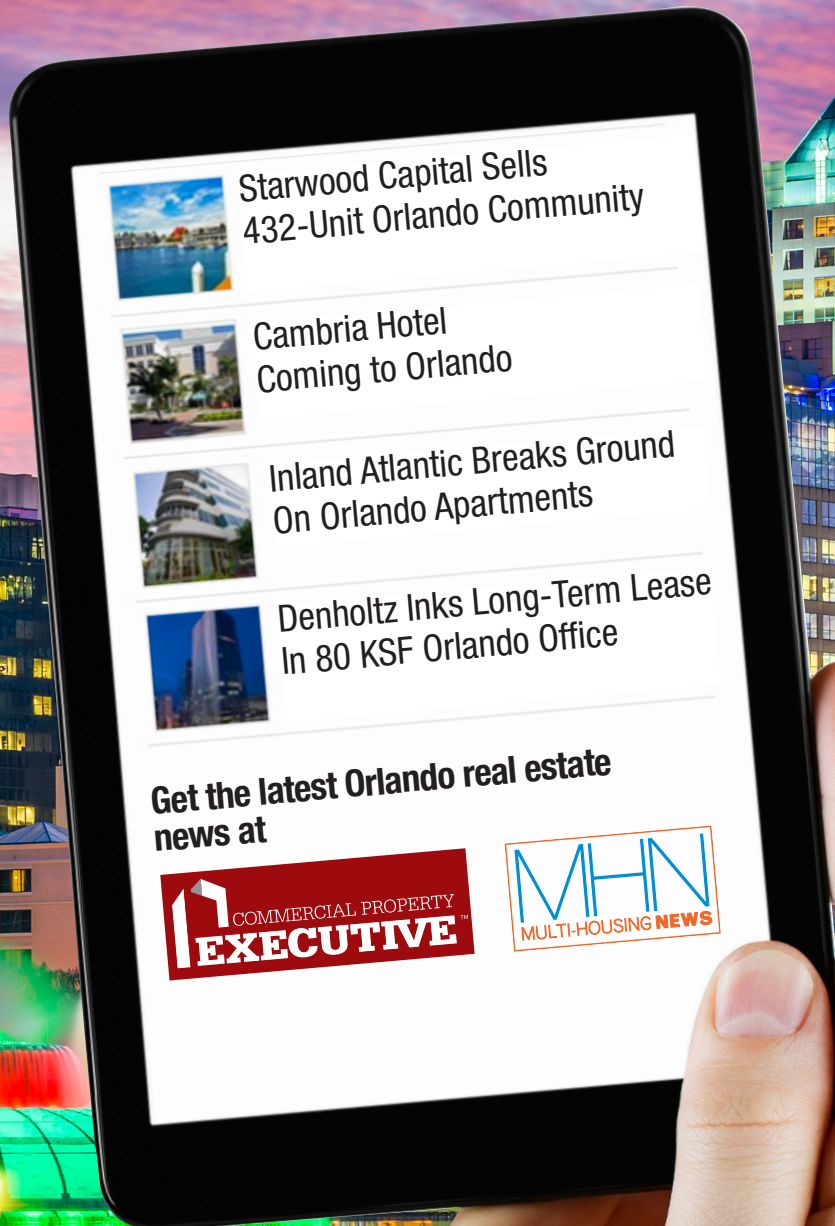 Starwood Capital Sells
432-Unit Orlando Community
Cambria Hotel
Coming to Orlando
Inland Atlantic Breaks Ground
On Orlando Apartments
Denholtz Inks Long-Term Lease
In 80 KSF Orlando Office
Get the latest Orlando real estate
news at
COMMERCIAL PROPERTY
EXECUTIVE™
MHN
MULTI-HOUSING NEWS